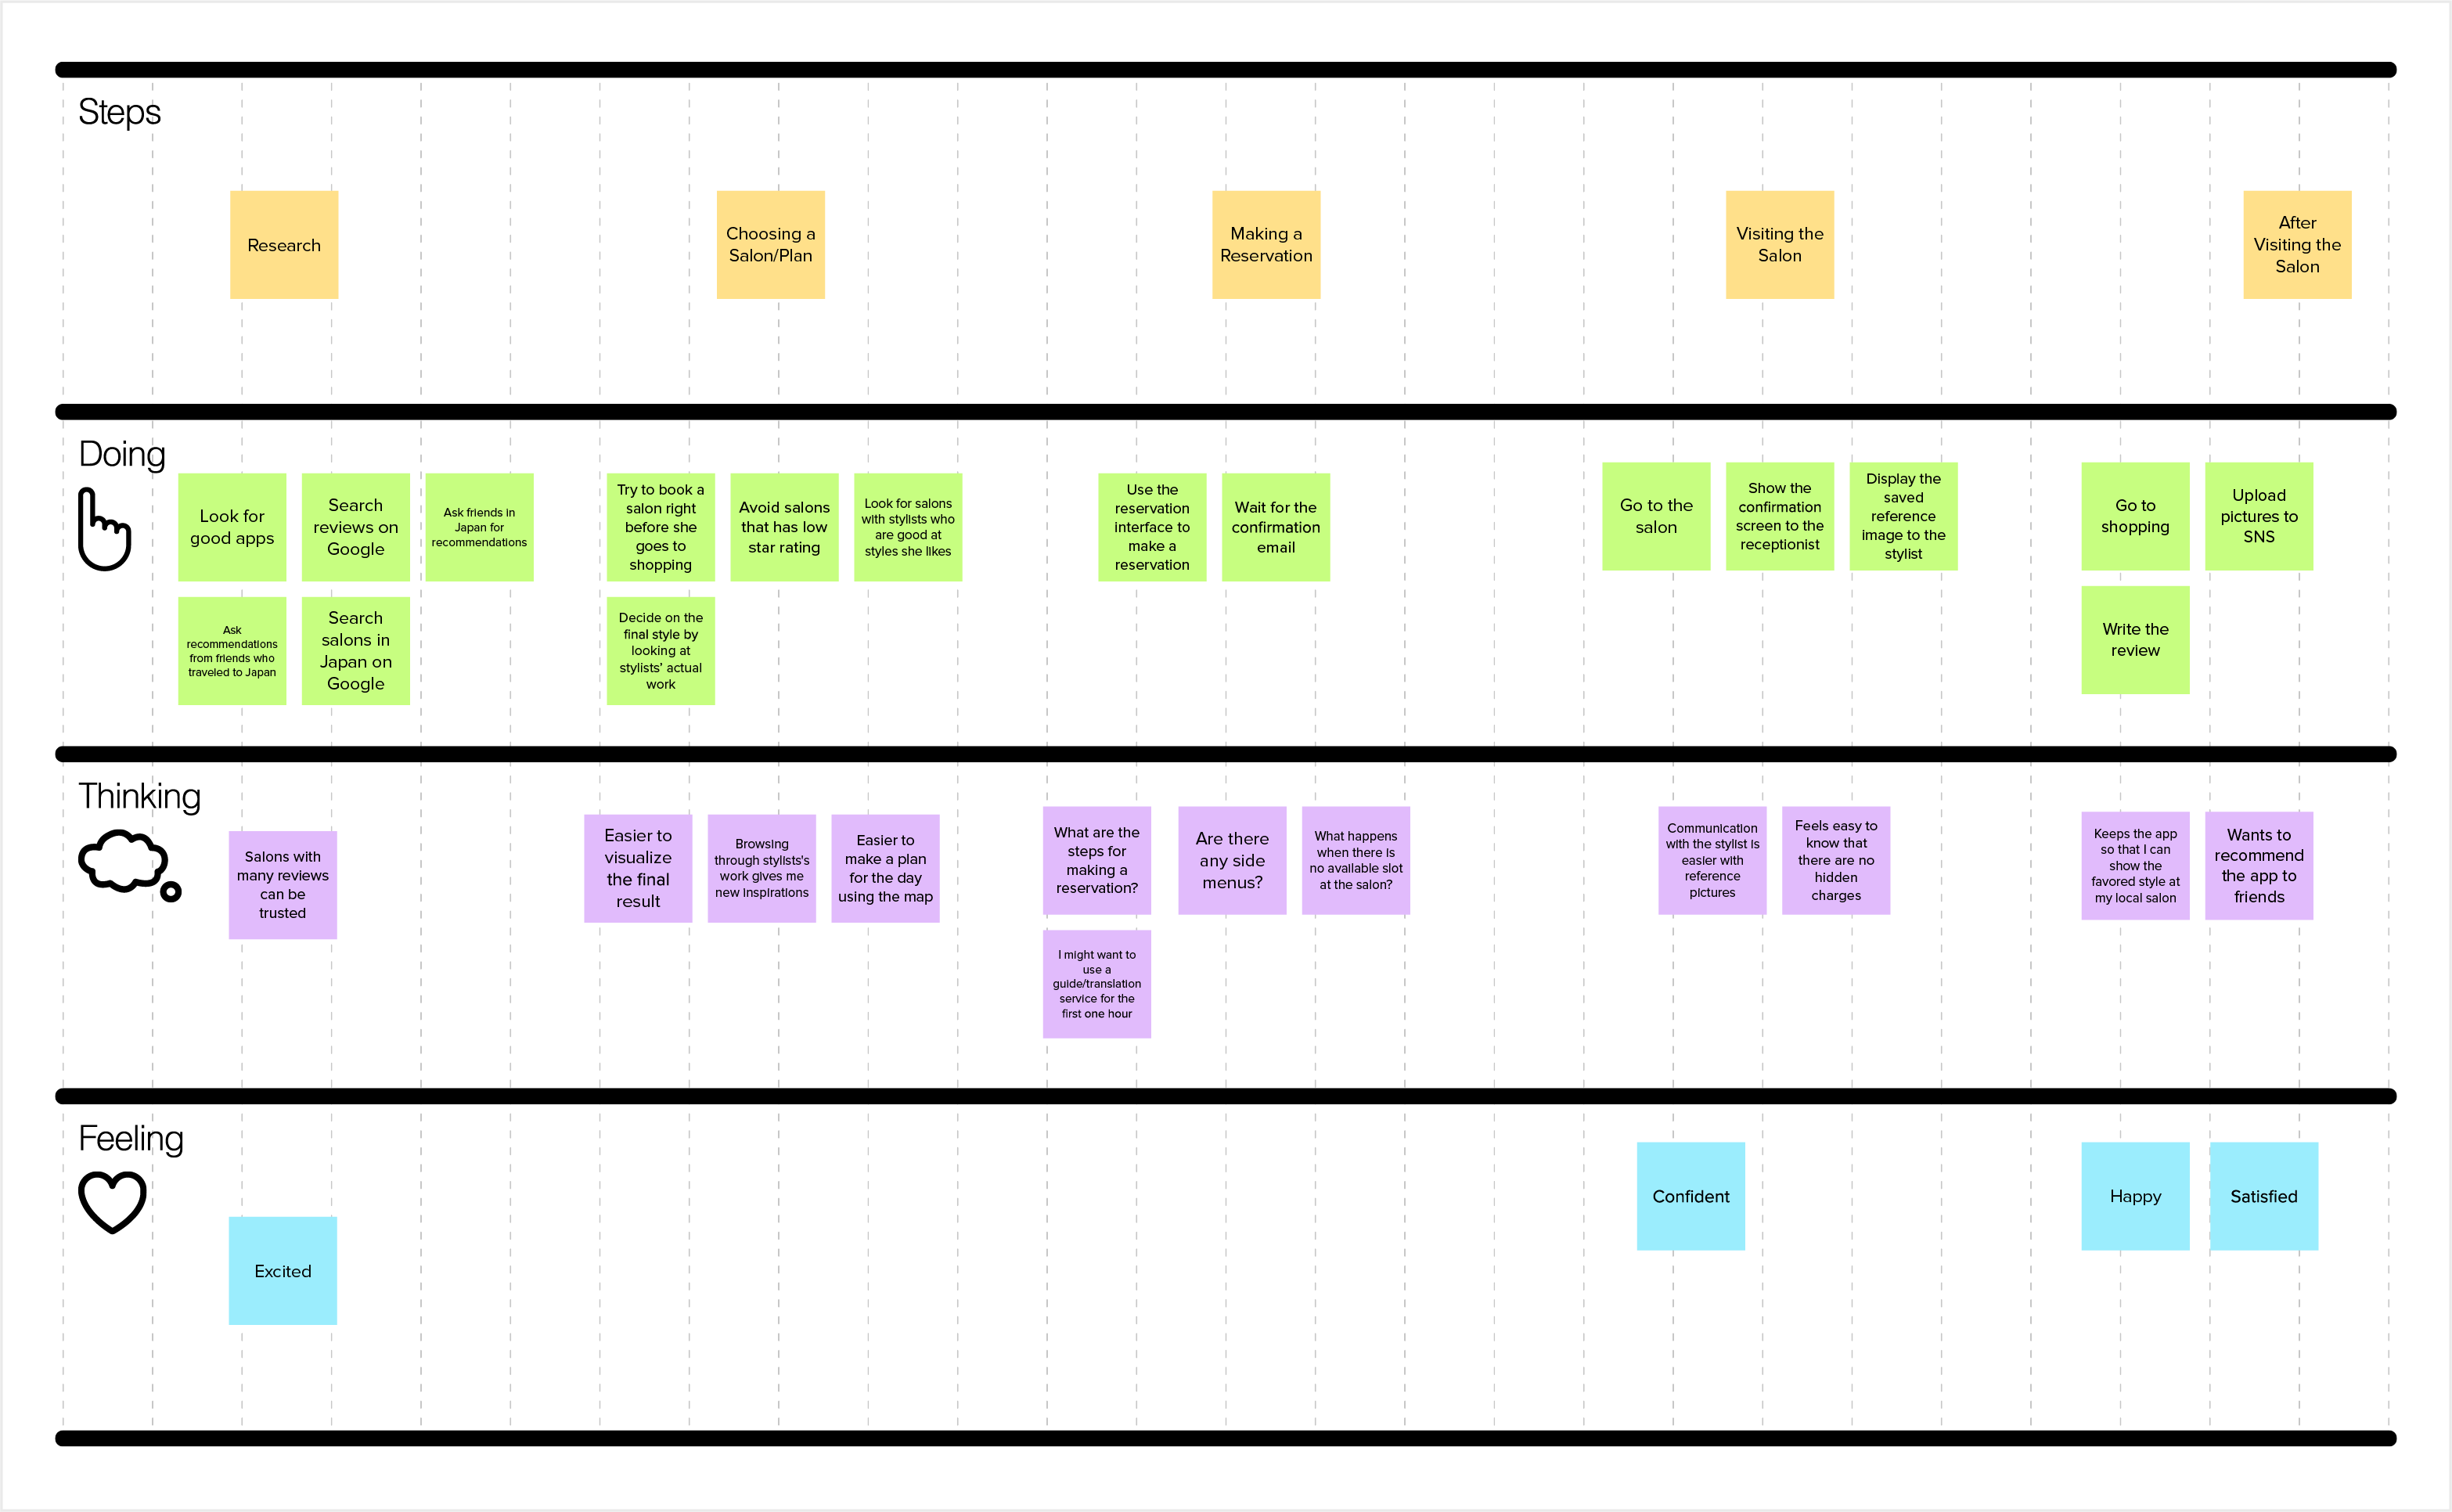 Steps
Research
Choosing a
Salon/Plan
Making a
Reservation
Visiting the
Salon
After
Visiting the
Salon
Doing
Look for
good apps
Search
reviews on
Google
Ask friends in
Japan for
recommendations
Ask
recommendations
from friends who
traveled to Japan
Search
salons in
Japan on
Google
Try to book a
salon right
before she
goes to
shopping
Avoid salons
that has low
star rating
Look for salons
with stylists who
are good at
styles she likes
Decide on the
final style by
looking at
stylists' actual
work
Use the
reservation
interface to
make a
reservation
Wait for the
confirmation
email
Go to the
salon
Show the
confirmation
screen to the
receptionist
Display the
saved
reference
image to the
stylist
Go to
shopping
Upload
pictures to
SNS
Write the
review
Thinking
Salons with
many reviews
can be
trusted
Easier to
visualize
the final
result
Browsing
through stylists's
work gives me
new inspirations
Easier to
make a plan
for the day
using the map
What are the
steps for
making a
reservation?
Are there
any side
menus?
What happens
when there is
no available slot
at the salon?
I might want to
use a
guide/translation
service for the
first one hour
Communication
with the stylist is
easier with
reference
pictures
Feels easy to
know that
there are no
hidden
charges
Keeps the app
so that I can
show the
favored style at
my local salon
Wants to
recommend
the app to
friends
Feeling
Excited
Confident
Happy
Satisfied